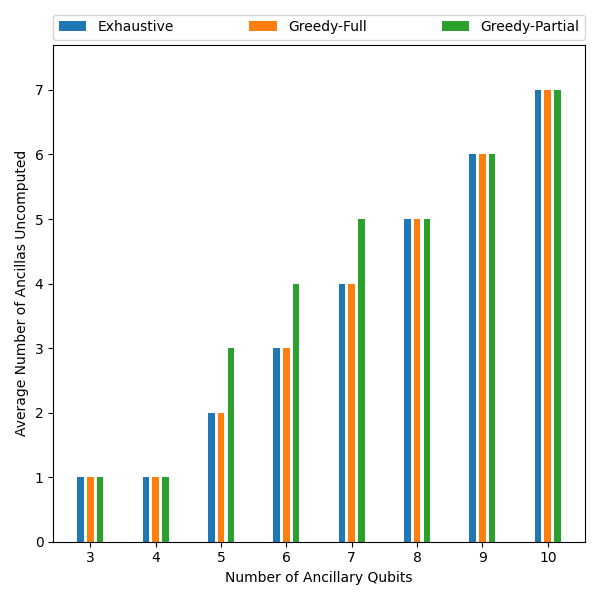 Exhaustive Greedy-Full Greedy-Partial
7
6
5
4
3
2
1
0
Average Number of Ancillas Uncomputed
3 4 5 6 7 8 9 10
Number of Ancillary Qubits